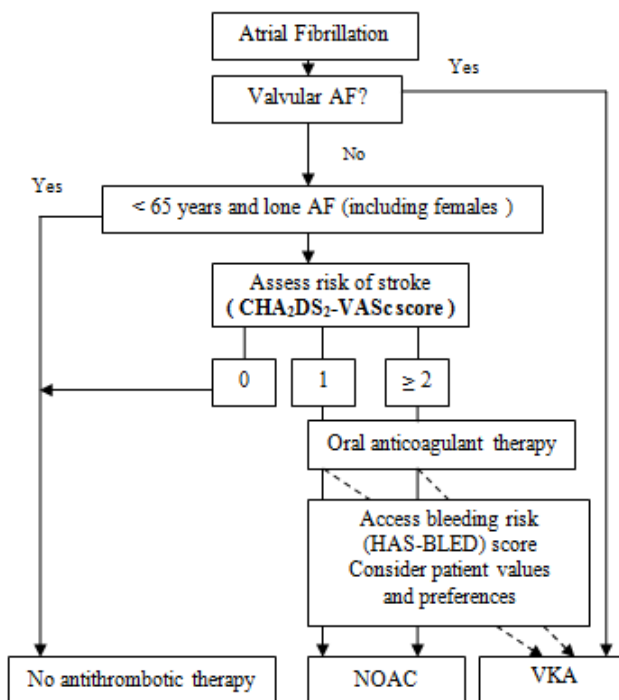 Atrial Fibrillation
Yes
Valvular AF?
No
Yes
< 65 years and lone AF (including females )
Assess risk of stroke
( CHA₂DS₂-VASc score )
0
1
≥ 2
Oral anticoagulant therapy
Access bleeding risk
(HAS-BLED) score
Consider patient values
and preferences
No antithrombotic therapy
NOAC
VKA